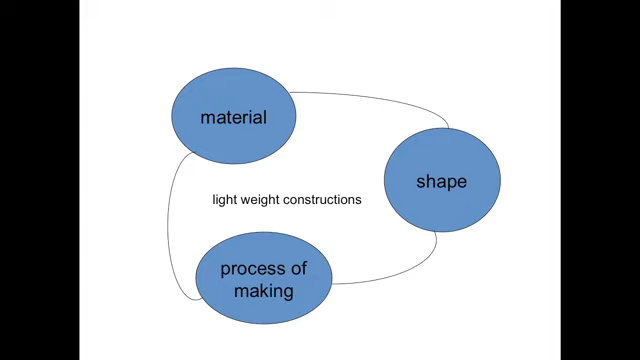 material
shape
light weight constructions
process of
making